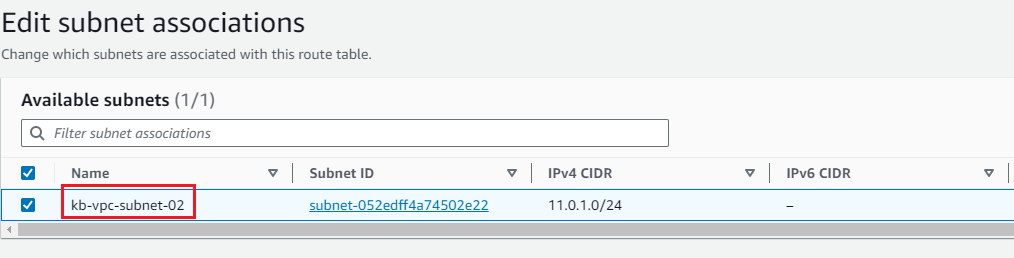 Edit subnet associations
Change which subnets are associated with this route table.
Available subnets (1/1)
Filter subnet associations
Name Subnet ID IPv4 CIDR IPv6 CIDR
kb-vpc-subnet-02 subnet-052edff4a74502e22 11.0.1.0/24 –